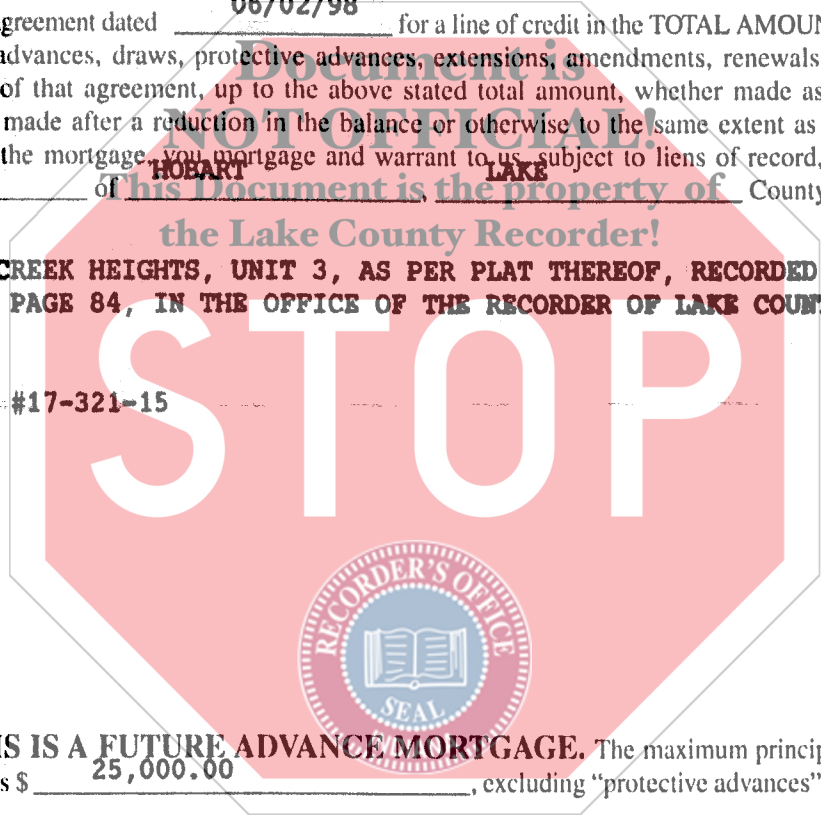 greement dated 06/02/98 for a line of credit in the TOTAL AMOUN
advances, draws, protective advances, extensions, amendments, renewals
of that agreement, up to the above stated total amount, whether made as
made after a reduction in the balance or otherwise to the same extent as
the mortgage, you mortgage and warrant to us, subject to liens of record,
of HOBART, LAKE County
Document is
NOT OFFICIAL!
This Document is the property of
the Lake County Recorder!
CREEK HEIGHTS, UNIT 3, AS PER PLAT THEREOF, RECORDED
PAGE 84, IN THE OFFICE OF THE RECORDER OF LAKE COUNT
STOP
#17-321-15
RECORDER'S OFFICE
SEAL
IS IS A FUTURE ADVANCE MORTGAGE. The maximum princip
s $ 25,000.00, excluding "protective advances"